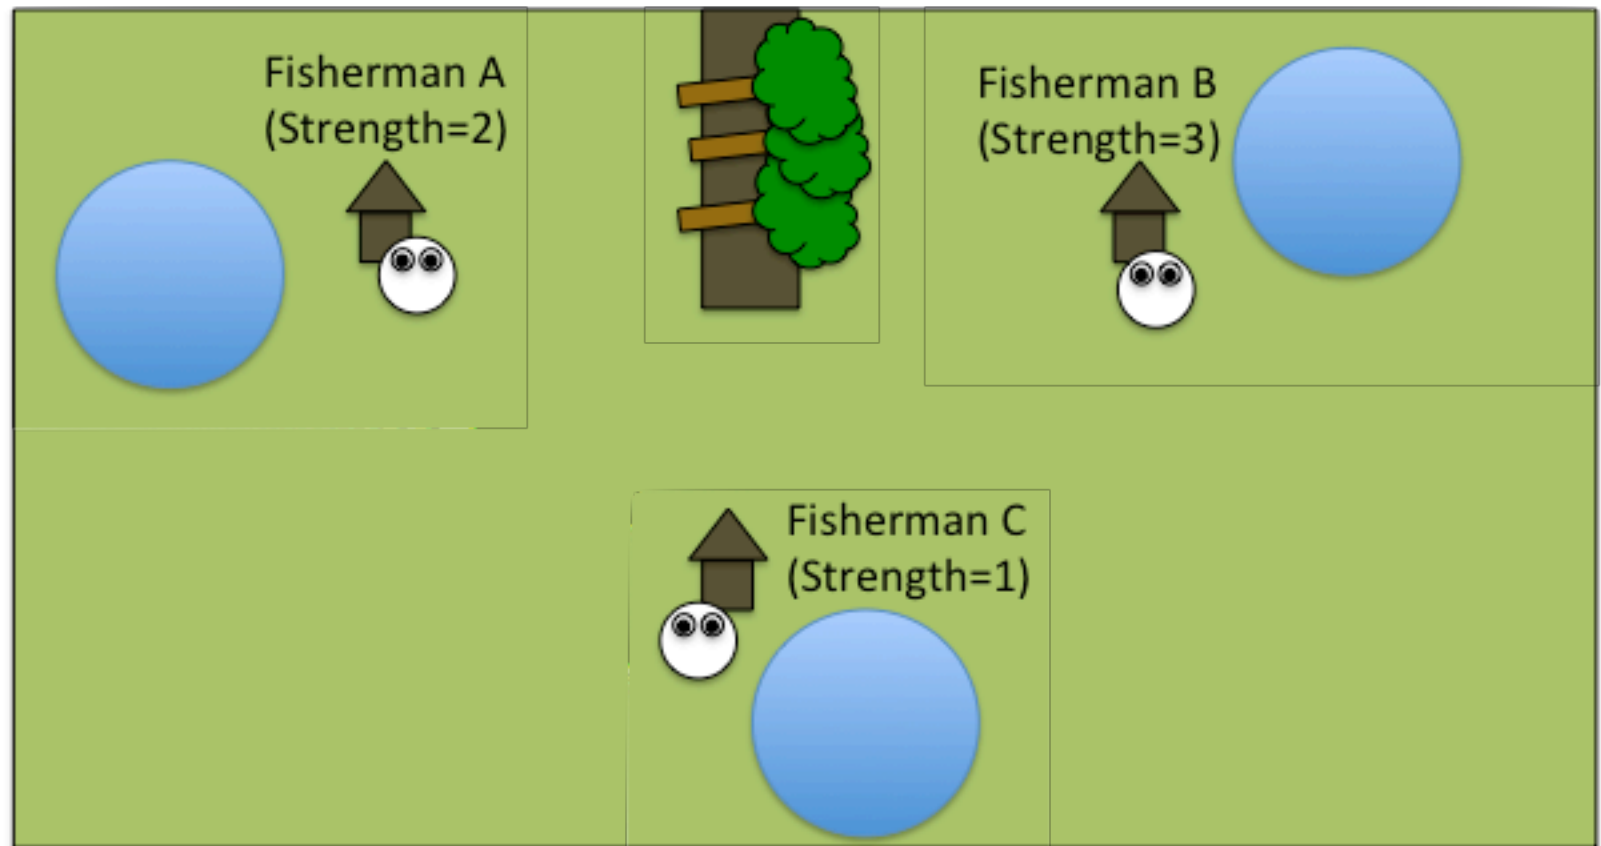 Fisherman A
(Strength=2)
Fisherman B
(Strength=3)
Fisherman C
(Strength=1)